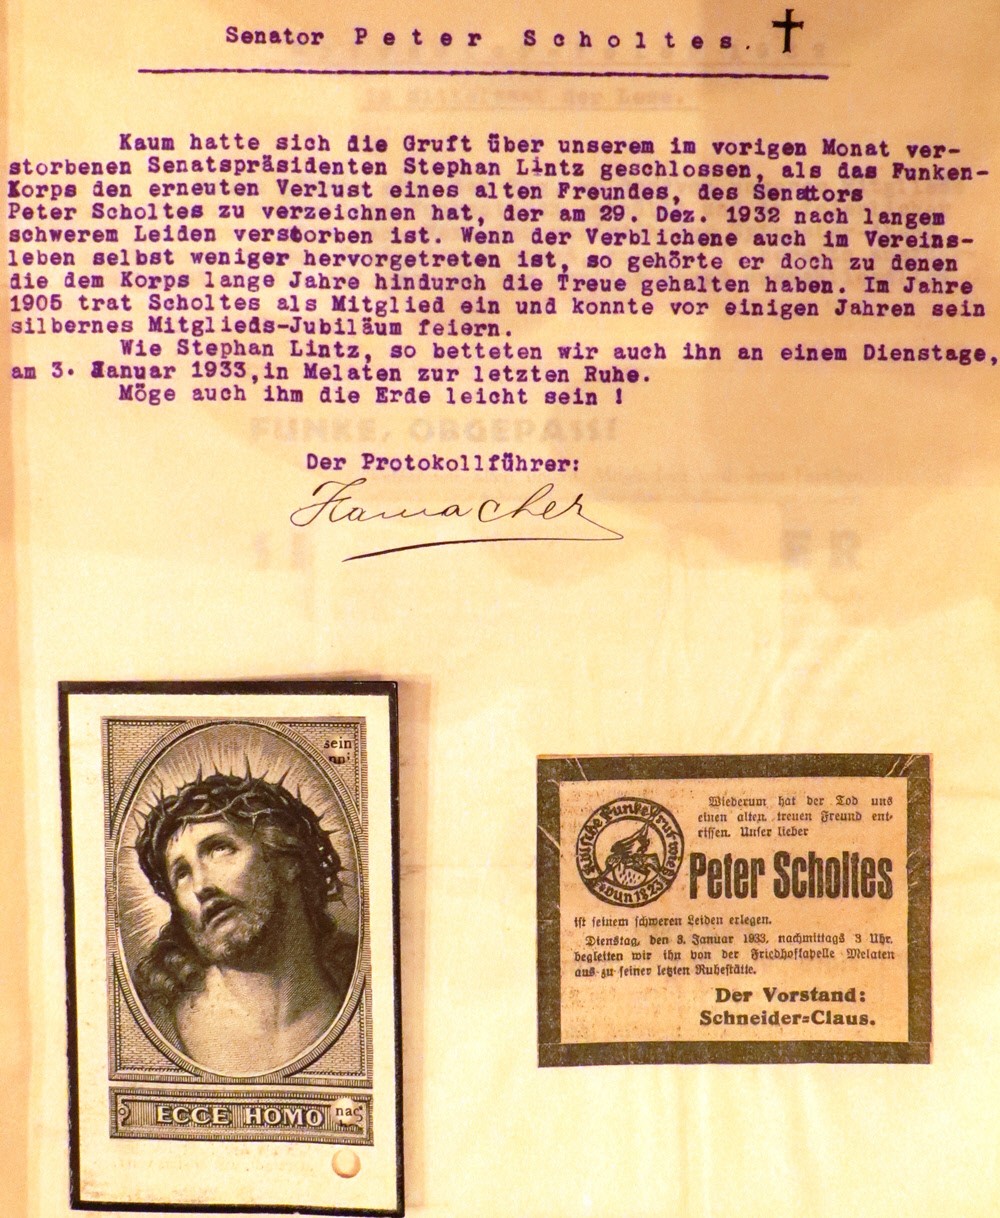 Senator Peter Scholtes. ✝
Kaum hatte sich die Gruft über unserem im vorigen Monat ver-
storbenen Senatspräsidenten Stephan Lintz geschlossen, als das Funken-
Korps den erneuten Verlust eines alten Freundes, des Senators
Peter Scholtes zu verzeichnen hat, der am 29. Dez. 1932 nach langem
schwerem Leiden verstorben ist. Wenn der Verblichene auch im Vereins-
leben selbst weniger hervorgetreten ist, so gehörte er doch zu denen
die dem Korps lange Jahre hindurch die Treue gehalten haben. Im Jahre
1905 trat Scholtes als Mitglied ein und konnte vor einigen Jahren sein
silbernes Mitglieds-Jubiläum feiern.
Wie Stephan Lintz, so betteten wir auch ihn an einem Dienstage,
am 3. Januar 1933, in Melaten zur letzten Ruhe.
Möge auch ihm die Erde leicht sein !
FUNKE, OBGEPASS!
Der Protokollführer:
Hamacher
sein
ECCE HOMO
nac
Wiederum hat der Tod uns
einen alten treuen Freund ent-
rissen. Unser lieber
Peter Scholtes
ist seinem schweren Leiden erlegen.
Dienstag, den 3. Januar 1933, nachmittags 3 Uhr,
begleiten wir ihn von der Friedhofkapelle Melaten
aus zu seiner letzten Ruhestätte.
Der Vorstand:
Schneider=Claus.